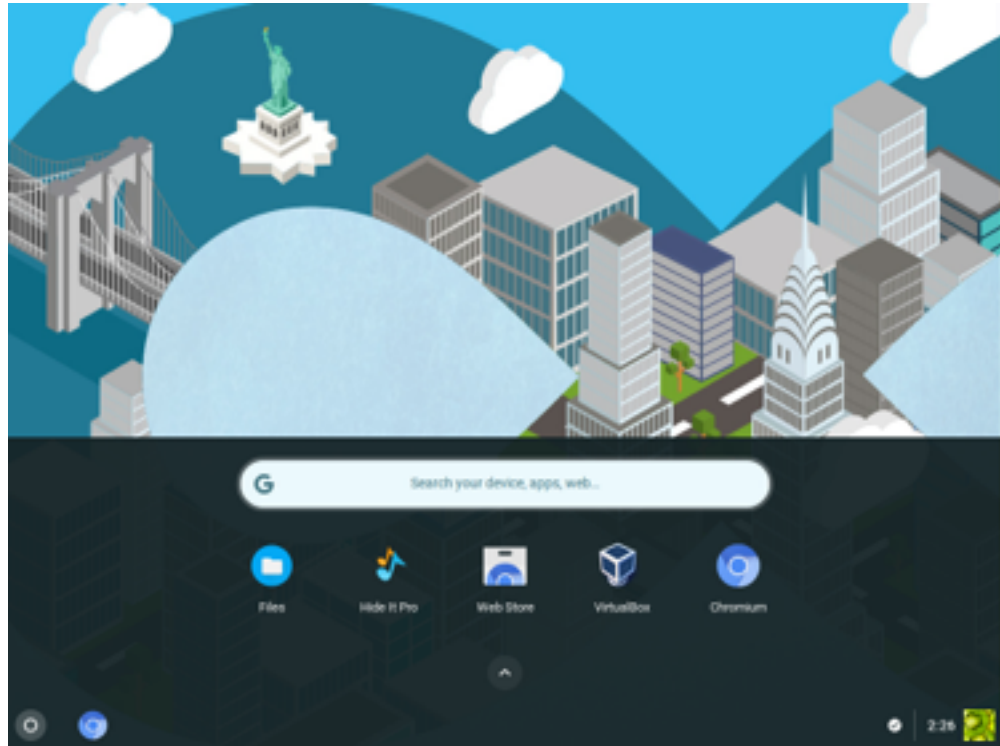 Search your device, apps, web...
Files
Hide It Pro
Web Store
VirtualBox
Chromium
2:26